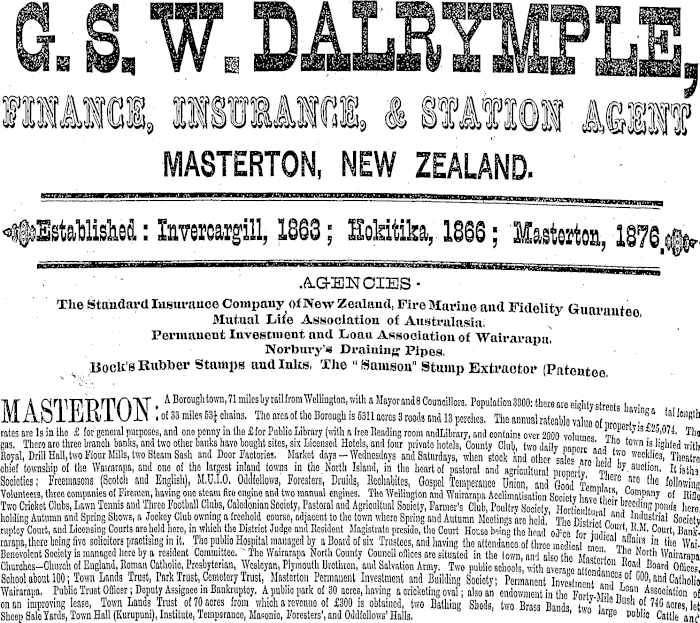 G. S. W. DALRYMPLE,
FINANCE, INSURANCE, & STATION AGENT
MASTERTON, NEW ZEALAND.
Established : Invercargill, 1863 ; Hokitika, 1866 ; Masterton, 1876.
AGENCIES
The Standard Insurance Company of New Zealand, Fire Marine and Fidelity Guarantee.
Mutual Life Association of Australasia.
Permanent Investment and Loan Association of Wairarapa.
Norbury's Draining Pipes.
Bock's Rubber Stamps and Inks. The "Samson" Stump Extractor (Patentee.
MASTERTON: A Borough town, 71 miles by rail from Wellington, with a Mayor and 8 Councillors. Population 3300: there are eighty streets having a tal length
of 33 miles 53½ chains. The area of the Borough is 5311 acres 3 roods and 13 perches. The annual rateable value of property is £25,074. The
rates are 1s in the £ for general purposes, and one penny in the £ for Public Library (with a free Reading room and Library, and contains over 2000 volumes. The town is lighted with
gas. There are three branch banks, and two other banks have bought sites, six Licensed Hotels, and four private hotels, County Club, two daily papers and two weeklies, Theatre
Royal, Drill Hall, two Flour Mills, two Steam Sash and Door Factories. Market days — Wednesdays and Saturdays, when stock and other sales are held by auction. It is the
chief township of the Wairarapa, and one of the largest inland towns in the North Island, in the heart of pastoral and agricultural property. There are the following
Societies: Freemasons (Scotch and English), M.U.I.O. Oddfellows, Foresters, Druids, Rechabites, Gospel Temperance Union, and Good Templars, Company of Rifle
Volunteers, three companies of Firemen, having one steam fire engine and two manual engines. The Wellington and Wairarapa Acclimatisation Society have their breeding ponds here,
Two Cricket Clubs, Lawn Tennis and Three Football Clubs, Caledonian Society, Pastoral and Agricultural Society, Farmer's Club, Poultry Society, Horticultural and Industrial Society
holding Autumn and Spring Shows, a Jockey Club owning a freehold course, adjacent to the town where Spring and Autumn Meetings are held. The District Court, R.M. Court, Bank-
ruptcy Court, and Licensing Courts are held here, in which the District Judge and Resident Magistrate preside, the Court House being the head office for judicial affairs in the Wai-
rarapa, there being five solicitors practising in it. The public Hospital managed by a Board of six Trustees, and having the attendance of three medical men. The North Wairarapa
Benevolent Society is managed here by a resident Committee. The Wairarapa North County Council offices are situated in the town, and also the Masterton Road Board Offices,
Churches—Church of England, Roman Catholic, Presbyterian, Wesleyan, Plymouth Brethren, and Salvation Army. Two public schools, with average attendances of 600, and Catholic
School about 100; Town Lands Trust, Park Trust, Cemetery Trust, Masterton Permanent Investment and Building Society; Permanent Investment and Loan Association of
Wairarapa. Public Trust Officer; Deputy Assignee in Bankruptcy. A public park of 30 acres, having a cricketing oval; also an endowment in the Forty-Mile Bush of 746 acres, let
on an improving lease, Town Lands Trust of 70 acres from which a revenue of £300 is obtained, two Bathing Sheds, two Brass Bands, two large public Cattle and
Sheep Sale Yards, Town Hall (Kurupuni), Institute, Temperance, Masonic, Foresters', and Oddfellows' Halls.